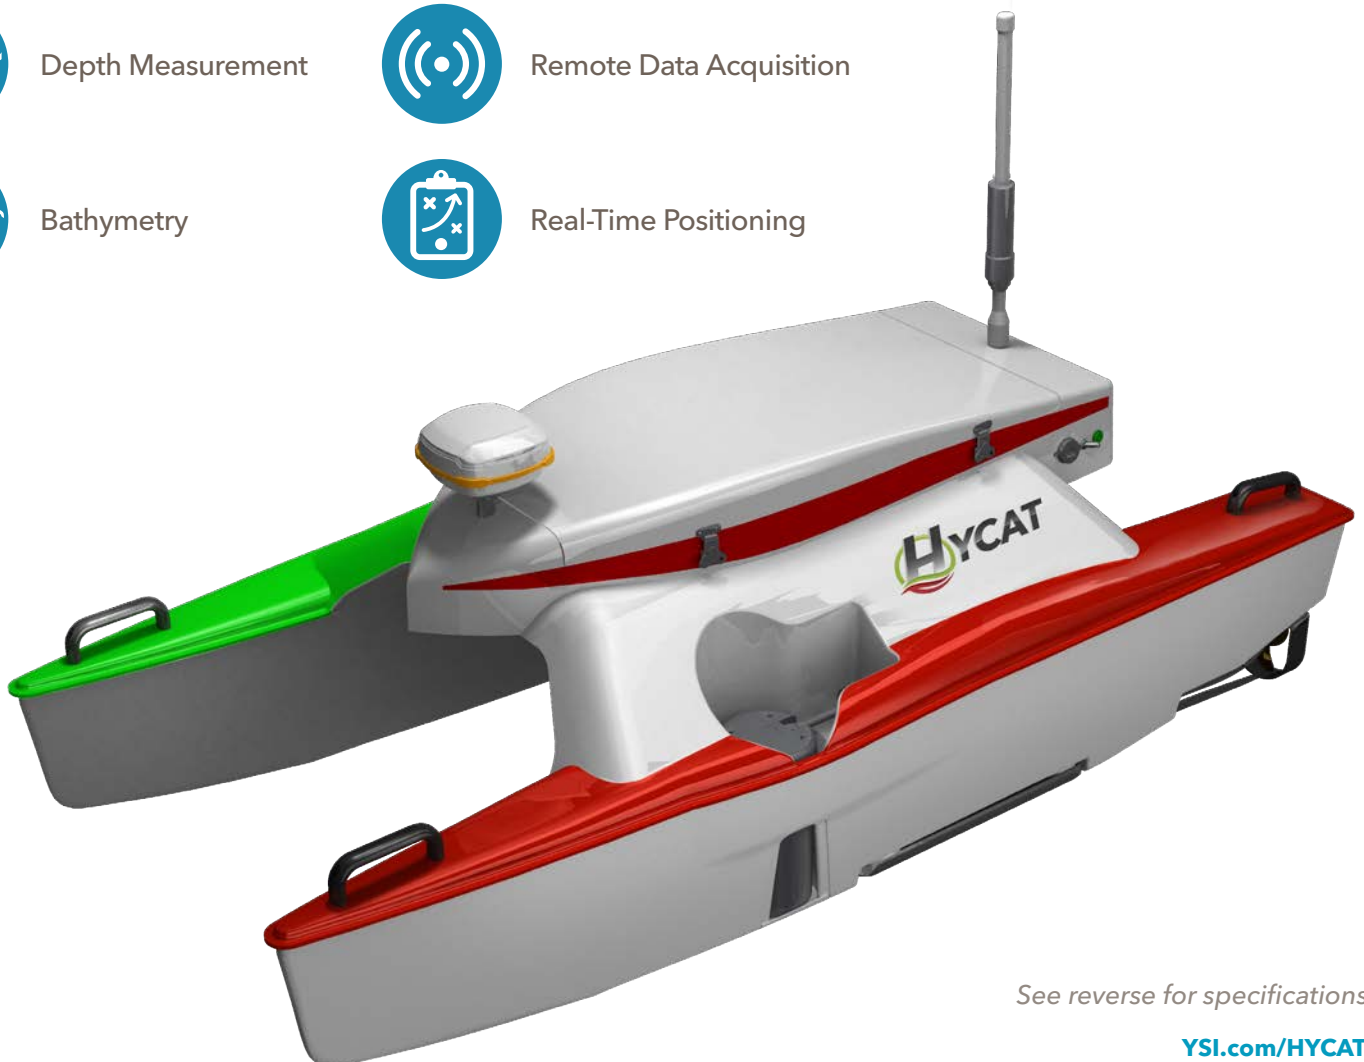 Depth Measurement
Remote Data Acquisition
Bathymetry
Real-Time Positioning
HYCAT
See reverse for specifications
YSI.com/HYCAT